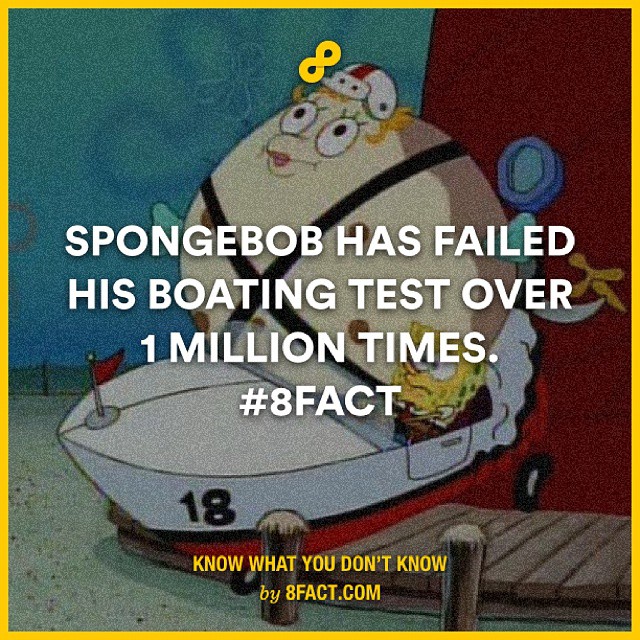 SPONGEBOB HAS FAILED
HIS BOATING TEST OVER
1 MILLION TIMES.
#8FACT
18
KNOW WHAT YOU DON'T KNOW
by 8FACT.COM